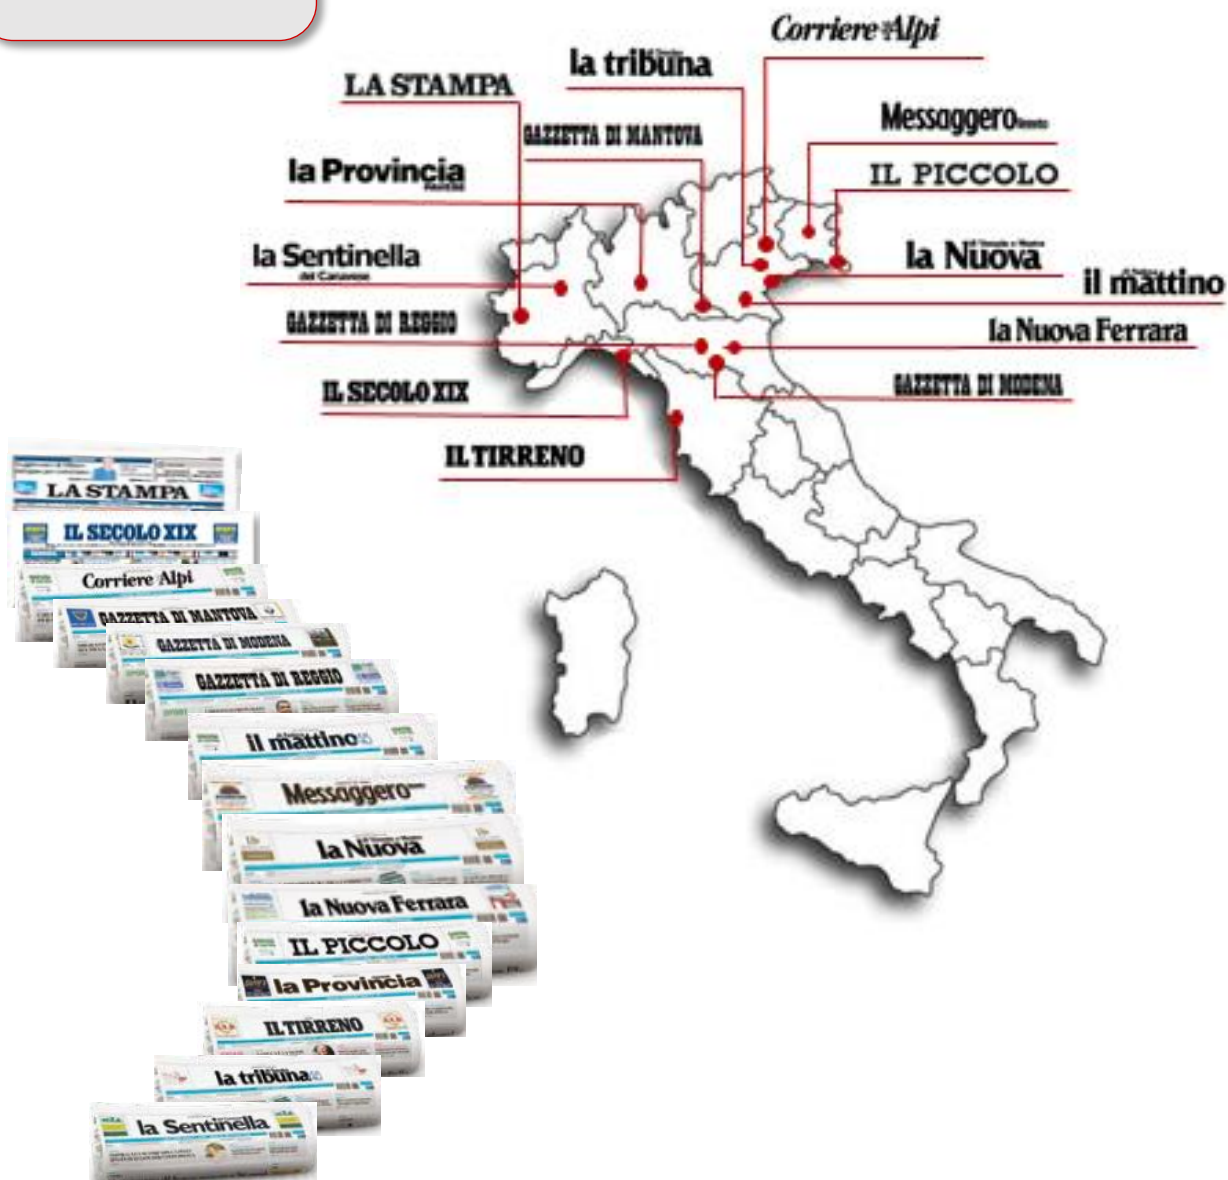 Corriere Alpi
la tribuna
LA STAMPA
Messaggero
GAZZETTA DI MANTOVA
la Provincia
IL PICCOLO
la Sentinella
del Canavese
la Nuova
il mattino
GAZZETTA DI REGGIO
la Nuova Ferrara
IL SECOLO XIX
GAZZETTA DI MODENA
IL TIRRENO
LA STAMPA
IL SECOLO XIX
Corriere Alpi
GAZZETTA DI MANTOVA
GAZZETTA DI MODENA
GAZZETTA DI REGGIO
il mattino
Messaggero
la Nuova
la Nuova Ferrara
IL PICCOLO
la Provincia
IL TIRRENO
la tribuna
la Sentinella